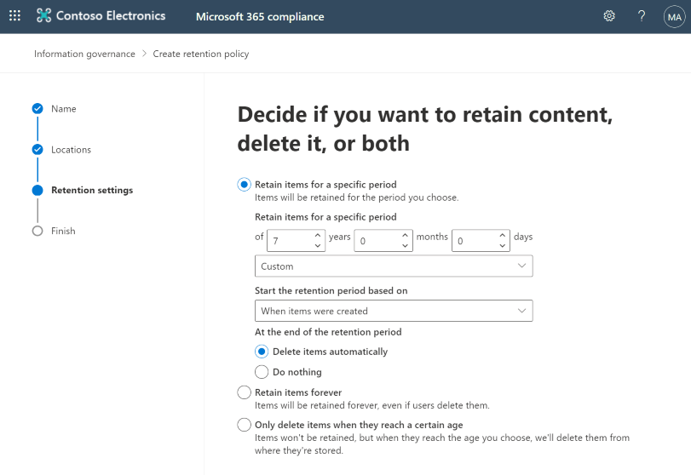 Contoso Electronics Microsoft 365 compliance ? MA
Information governance > Create retention policy
Name
Locations
Retention settings
Finish
Decide if you want to retain content,
delete it, or both
Retain items for a specific period
Items will be retained for the period you choose.
Retain items for a specific period
of 7 years 0 months 0 days
Custom
Start the retention period based on
When items were created
At the end of the retention period
Delete items automatically
Do nothing
Retain items forever
Items will be retained forever, even if users delete them.
Only delete items when they reach a certain age
Items won't be retained, but when they reach the age you choose, we'll delete them from
where they're stored.